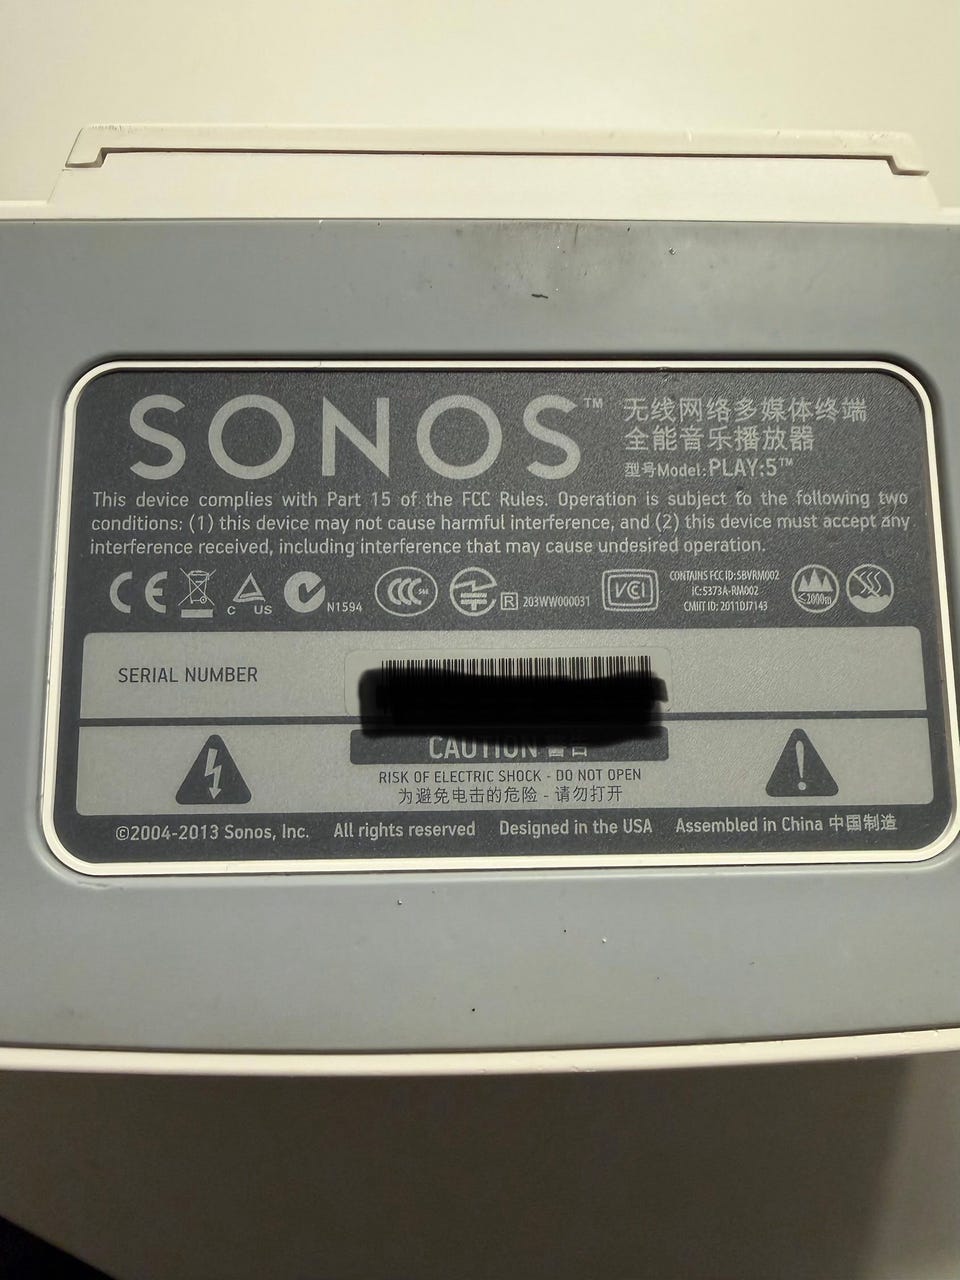 SONOS™
无线网络多媒体终端
全能音乐播放器
型号Model: PLAY:5™
This device complies with Part 15 of the FCC Rules. Operation is subject to the following two
conditions: (1) this device may not cause harmful interference, and (2) this device must accept any
interference received, including interference that may cause undesired operation.
CE
C US
N1594
CCC S&E
R 203WW000031
VCCI
CONTAINS FCC ID:SBVRM002
IC:5373A-RM002
CMIIT ID: 2011DJ7143
≤2000m
SERIAL NUMBER
CAUTION 警告
RISK OF ELECTRIC SHOCK - DO NOT OPEN
为避免电击的危险 - 请勿打开
©2004-2013 Sonos, Inc. All rights reserved Designed in the USA Assembled in China 中国制造